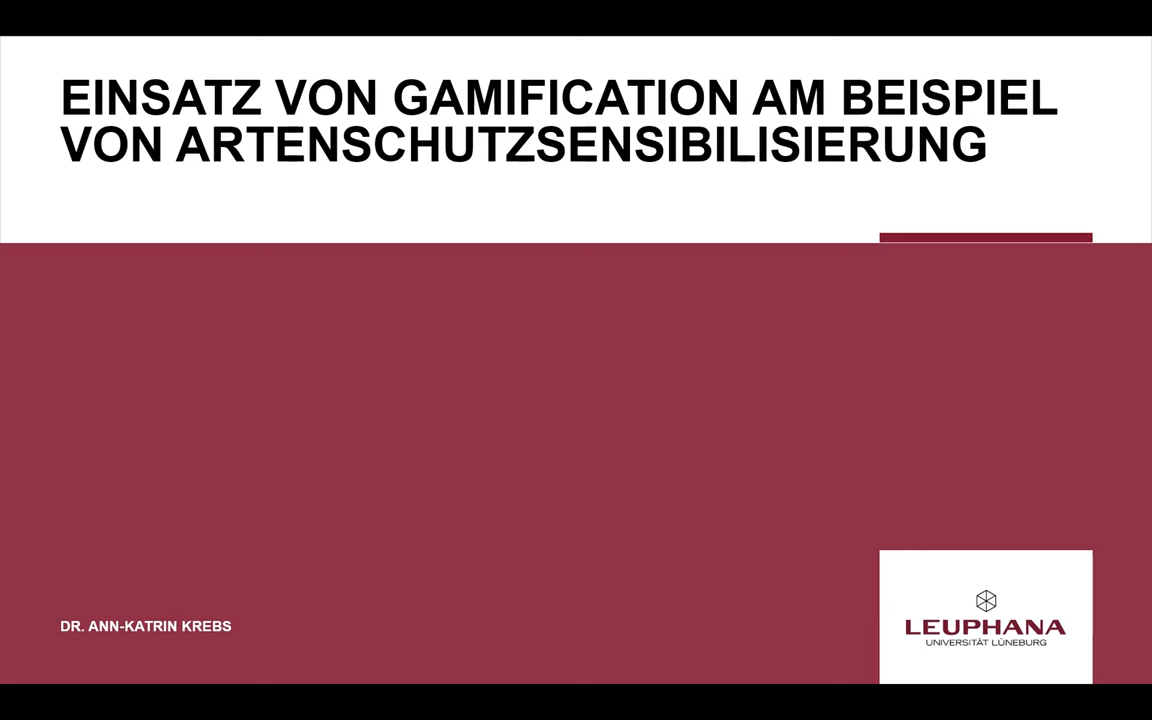 EINSATZ VON GAMIFICATION AM BEISPIEL
VON ARTENSCHUTZSENSIBILISIERUNG
DR. ANN-KATRIN KREBS
LEUPHANA
UNIVERSITÄT LÜNEBURG